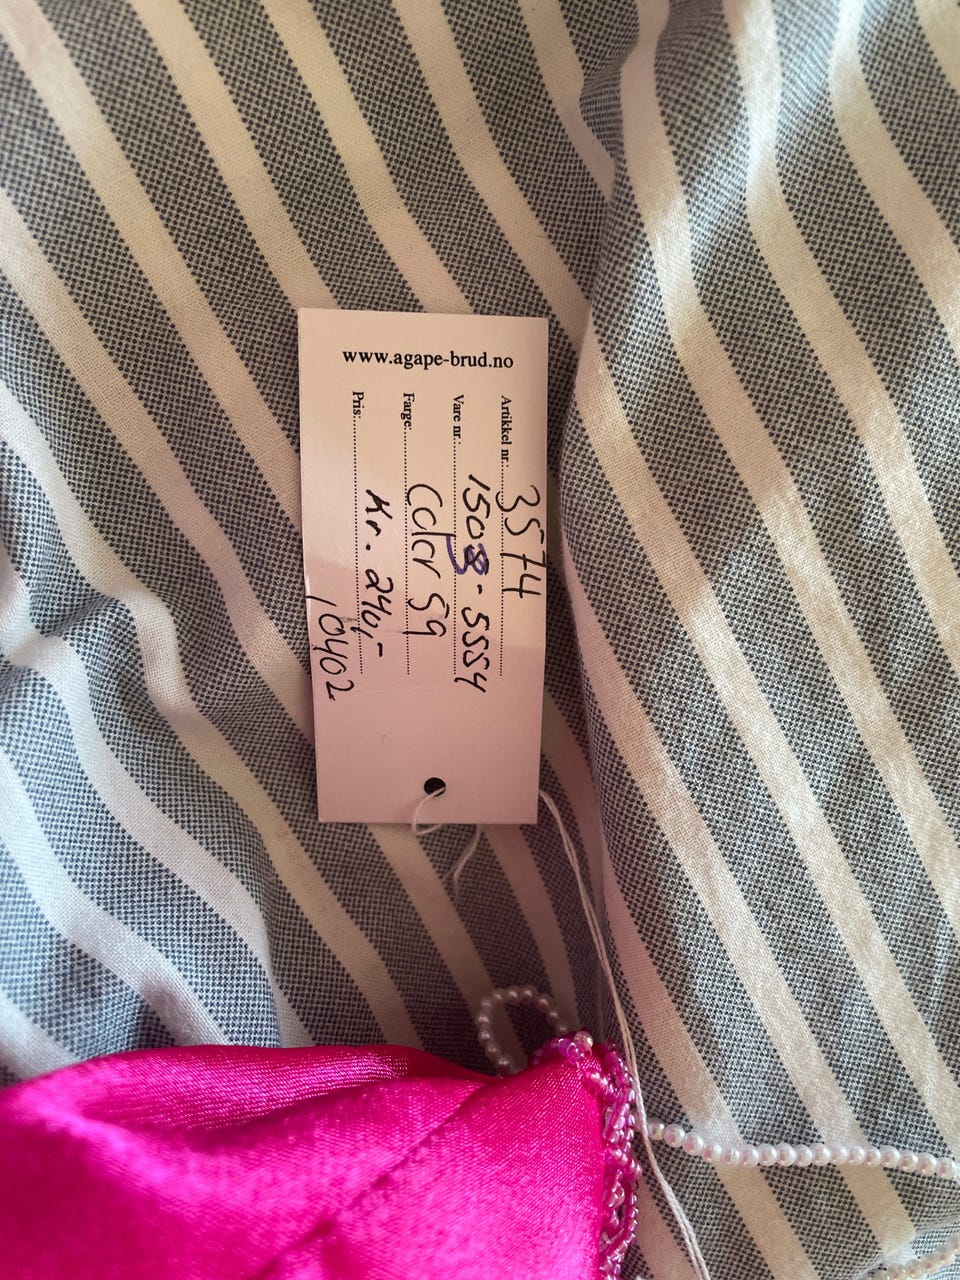 www.agape-brud.no
Artikkel nr.: 3574
Vare nr.: 1503-5554
Farge: Color 59
Pris: Kr. 240,-
10402